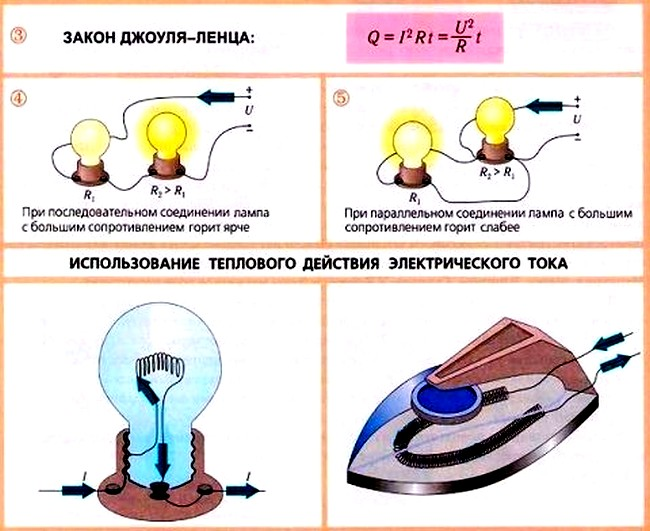 ③ ЗАКОН ДЖОУЛЯ–ЛЕНЦА: Q = I² R t = U²/R t
④
+
U
–
R₁
R₂ > R₁
При последовательном соединении лампа
с большим сопротивлением горит ярче
⑤
+
U
–
R₂ > R₁
R₁
При параллельном соединении лампа с большим
сопротивлением горит слабее
ИСПОЛЬЗОВАНИЕ ТЕПЛОВОГО ДЕЙСТВИЯ ЭЛЕКТРИЧЕСКОГО ТОКА
I
I